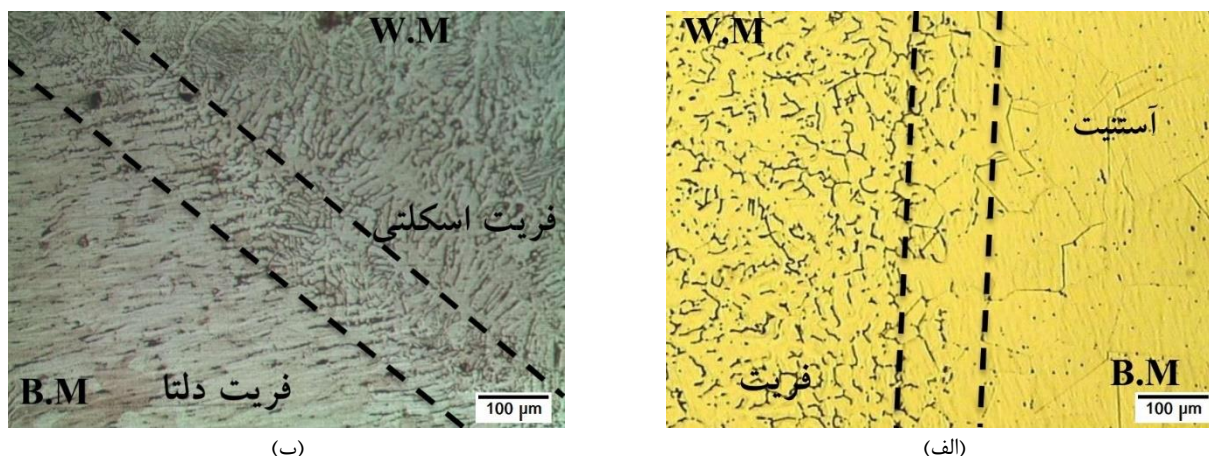 W.M
آستنیت
فریت
B.M
100 µm
(الف)
W.M
فریت اسکلتی
فریت دلتا
B.M
100 µm
(ب)